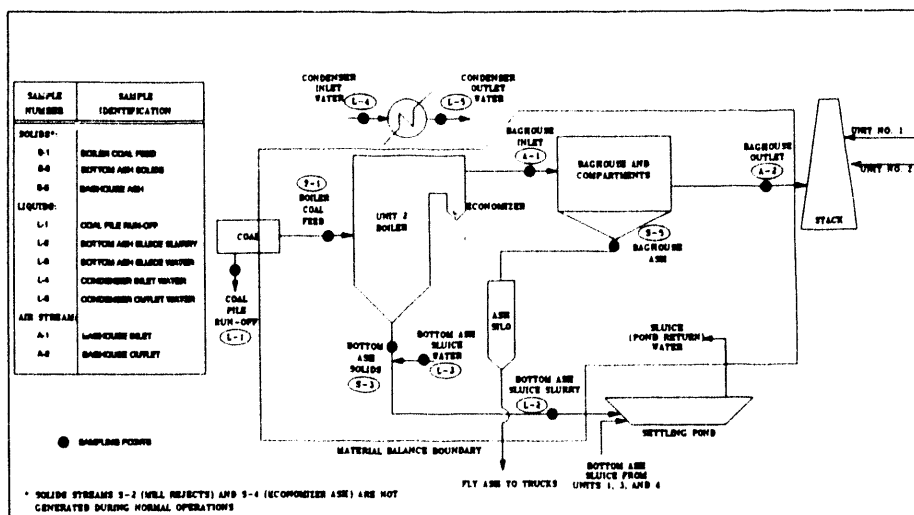 SAMPLE NUMBER
SAMPLE IDENTIFICATION
SOLIDS*:
S-1 BOILER COAL FEED
BOTTOM ASH SOLIDS
BAGHOUSE ASH
LIQUIDS:
L-1 COAL PILE RUN-OFF
BOTTOM ASH SLUICE SLURRY
BOTTOM ASH SLUICE WATER
L-4 CONDENSER INLET WATER
CONDENSER OUTLET WATER
AIR STREAM:
A-1 BAGHOUSE INLET
A-2 BAGHOUSE OUTLET
SAMPLING POINTS
CONDENSER INLET WATER
L-4
CONDENSER OUTLET WATER
L-5
BAGHOUSE INLET
A-1
BAGHOUSE AND COMPARTMENTS
BAGHOUSE OUTLET
A-2
UNIT NO. 1
UNIT NO. 2
STACK
S-1
BOILER COAL FEED
UNIT 2 BOILER
ECONOMIZER
S-5
BAGHOUSE ASH
COAL
COAL PILE RUN-OFF
L-1
ASH SILO
BOTTOM ASH SOLIDS
S-3
BOTTOM ASH SLUICE WATER
L-3
SLUICE (POND RETURN) WATER
BOTTOM ASH SLUICE SLURRY
L-2
SETTLING POND
MATERIAL BALANCE BOUNDARY
FLY ASH TO TRUCKS
BOTTOM ASH SLUICE FROM UNITS 1, 3, AND 4
* SOLIDS STREAMS S-2 (MILL REJECTS) AND S-4 (ECONOMIZER ASH) ARE NOT
GENERATED DURING NORMAL OPERATIONS